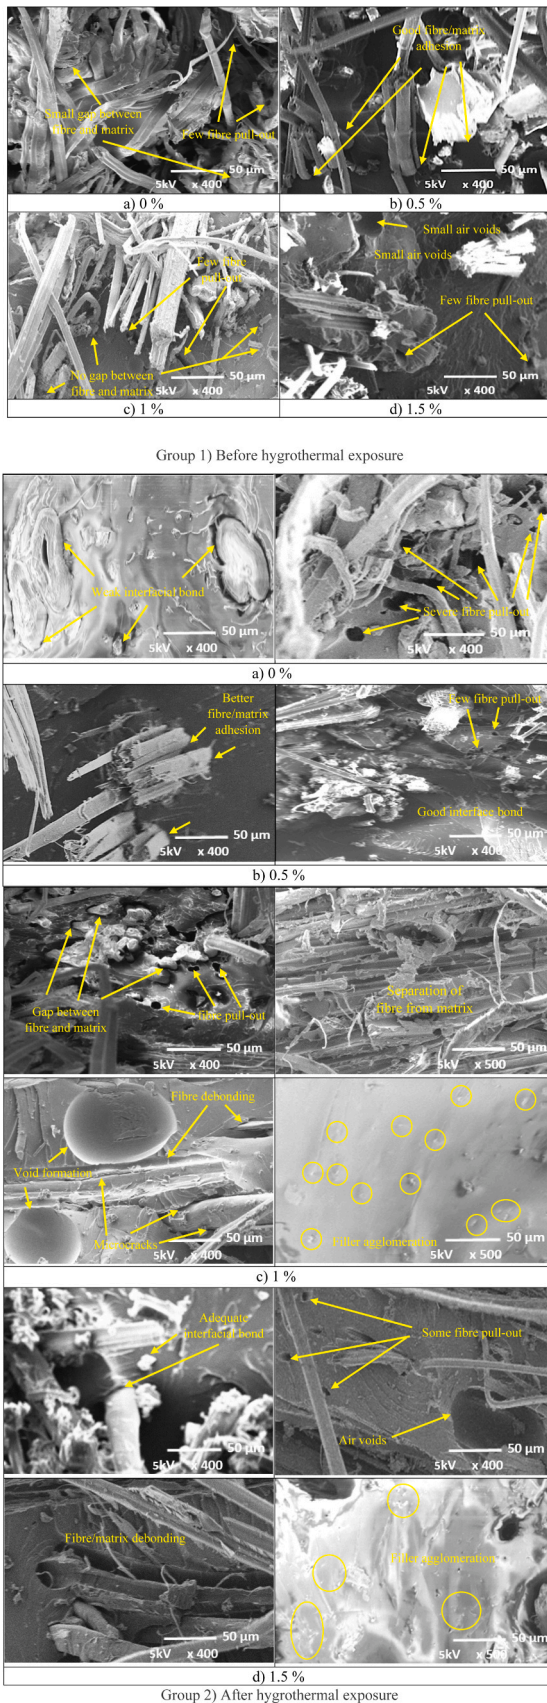 Small gap between
fibre and matrix
Few fibre pull-out
50 µm
5kV x 400
Good fibre/matrix
adhesion
50 µm
5kV x 400
a) 0 %
b) 0.5 %
Few fibre
pull-out
No gap between
fibre and matrix
50 µm
5kV x 400
Small air voids
Small air voids
Few fibre pull-out
50 µm
5kV x 400
c) 1 %
d) 1.5 %
Group 1) Before hygrothermal exposure
Weak interfacial bond
50 µm
5kV x 400
Severe fibre pull-out
50 µm
5kV x 400
a) 0 %
Better
fibre/matrix
adhesion
50 µm
5kV x 400
Few fibre pull-out
Good interface bond
50 µm
5kV x 400
b) 0.5 %
Gap between
fibre and matrix
fibre pull-out
50 µm
5kV x 400
Separation of
fibre from matrix
50 µm
5kV x 500
Fibre debonding
Void formation
Microcracks
50 µm
5kV x 400
Filler agglomeration
50 µm
5kV x 500
c) 1 %
Adequate
interfacial bond
50 µm
5kV x 400
Some fibre pull-out
Air voids
50 µm
5kV x 400
Fibre/matrix debonding
50 µm
5kV x 400
Filler agglomeration
50 µm
5kV x 500
d) 1.5 %
Group 2) After hygrothermal exposure